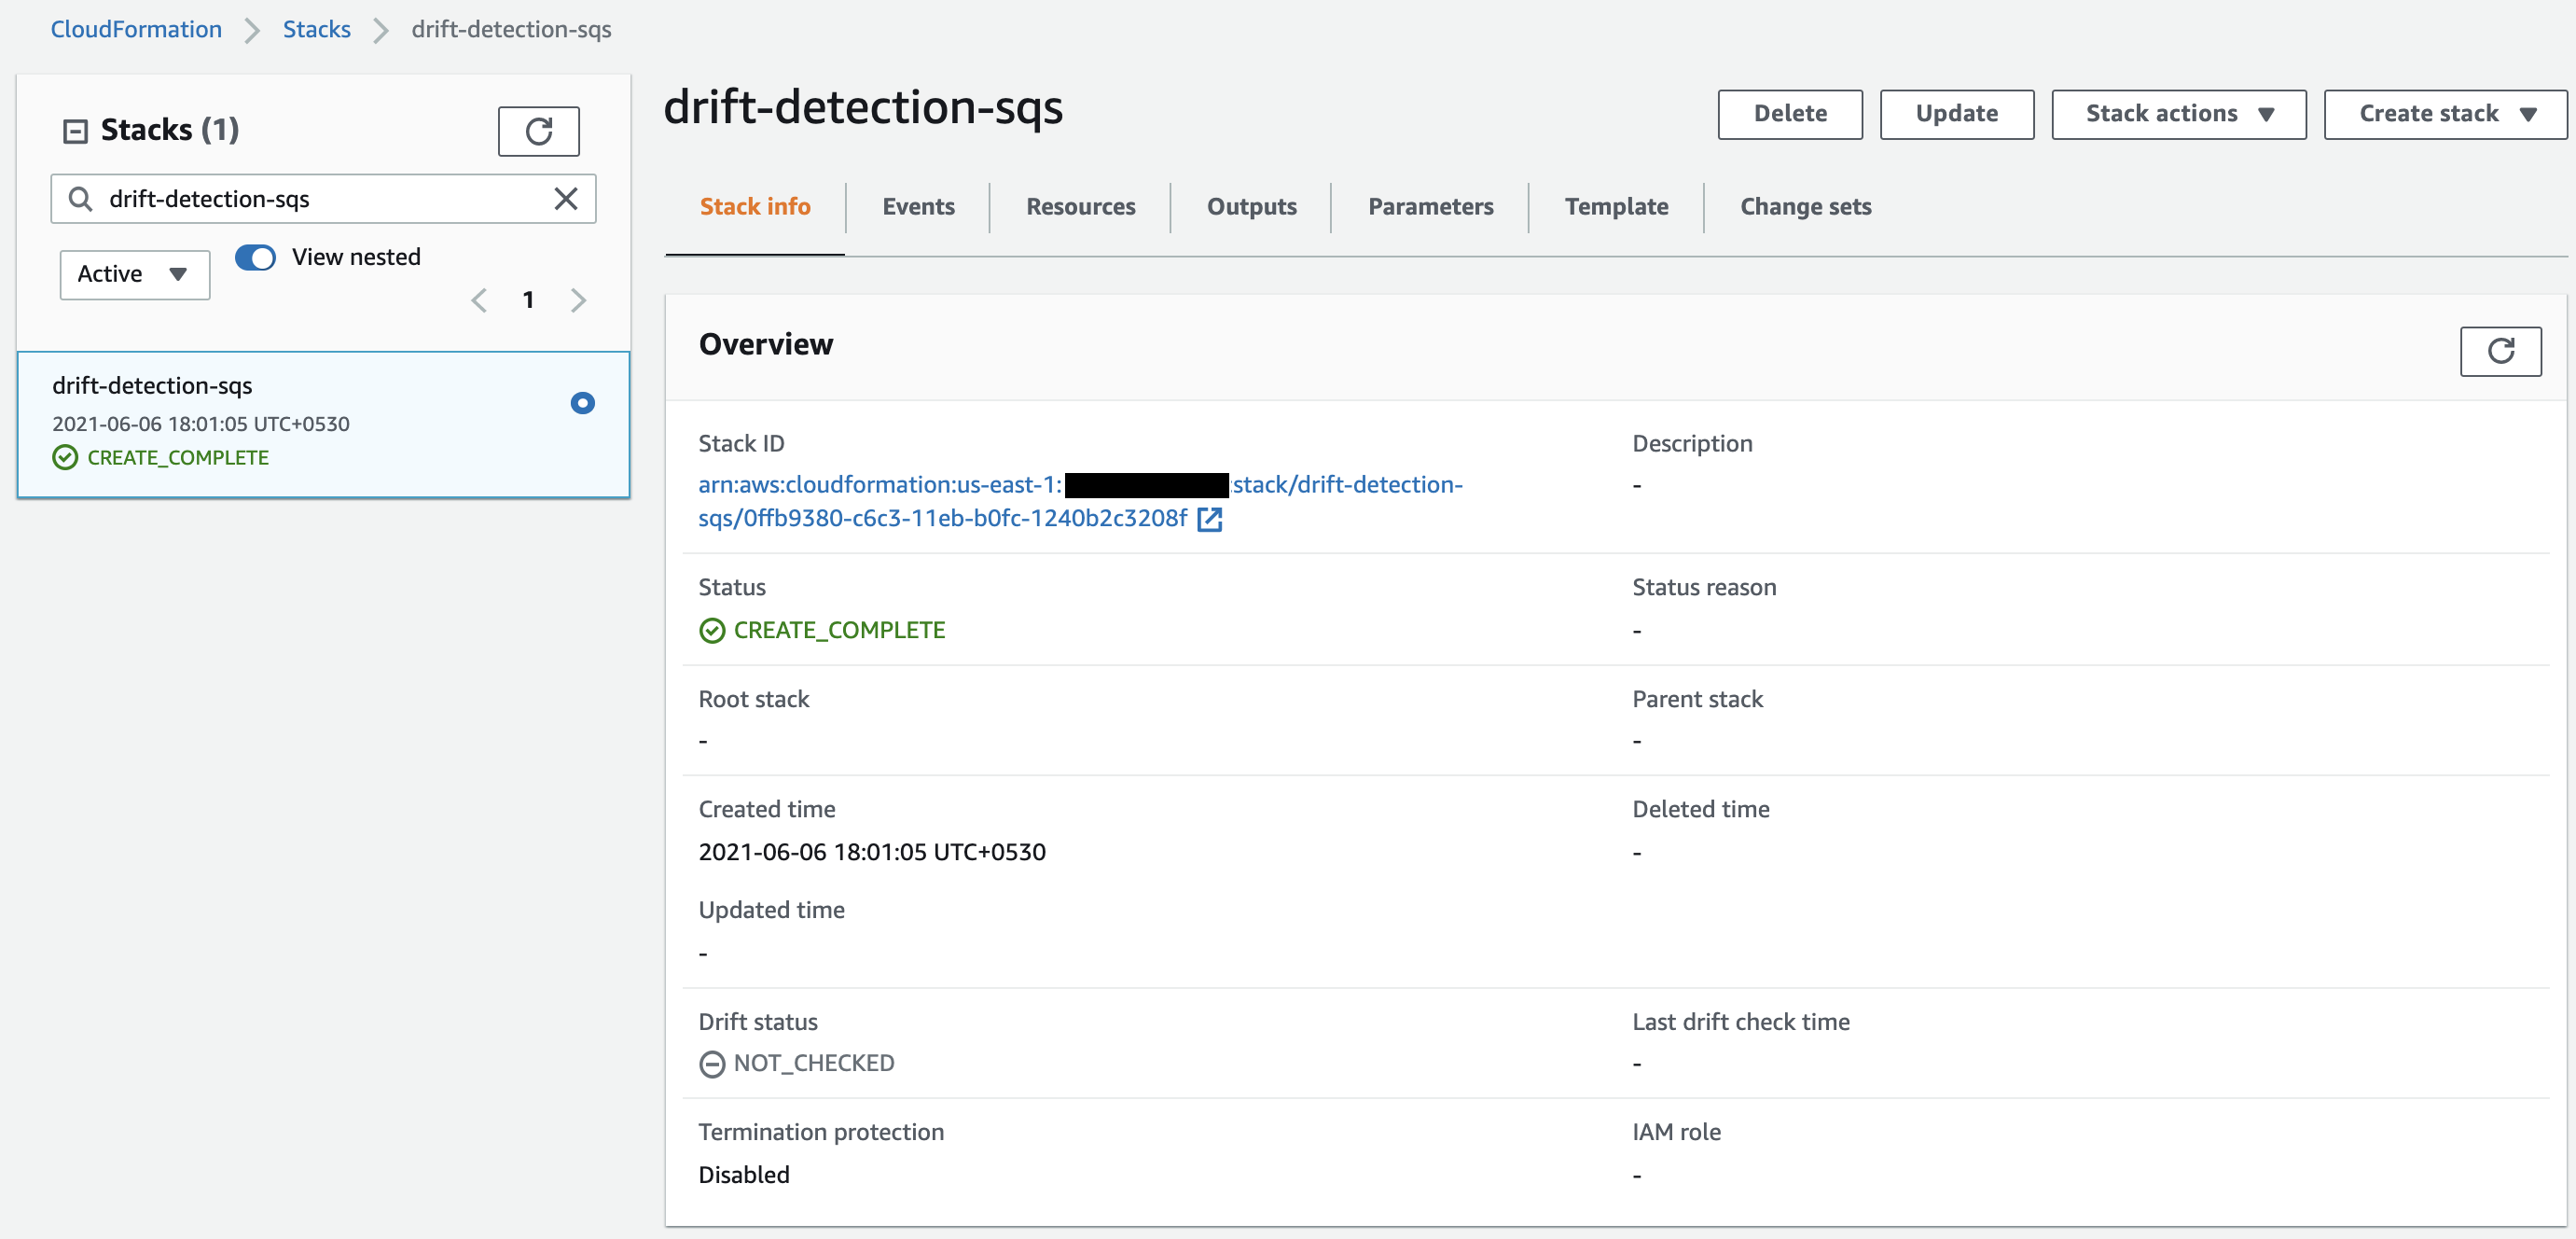 CloudFormation > Stacks > drift-detection-sqs
Stacks (1)
drift-detection-sqs
Active
View nested
1
drift-detection-sqs
2021-06-06 18:01:05 UTC+0530
CREATE_COMPLETE
drift-detection-sqs
Delete
Update
Stack actions
Create stack
Stack info
Events
Resources
Outputs
Parameters
Template
Change sets
Overview
Stack ID
arn:aws:cloudformation:us-east-1: :stack/drift-detection-
sqs/0ffb9380-c6c3-11eb-b0fc-1240b2c3208f
Description
-
Status
CREATE_COMPLETE
Status reason
-
Root stack
-
Parent stack
-
Created time
2021-06-06 18:01:05 UTC+0530
Deleted time
-
Updated time
-
Drift status
NOT_CHECKED
Last drift check time
-
Termination protection
Disabled
IAM role
-